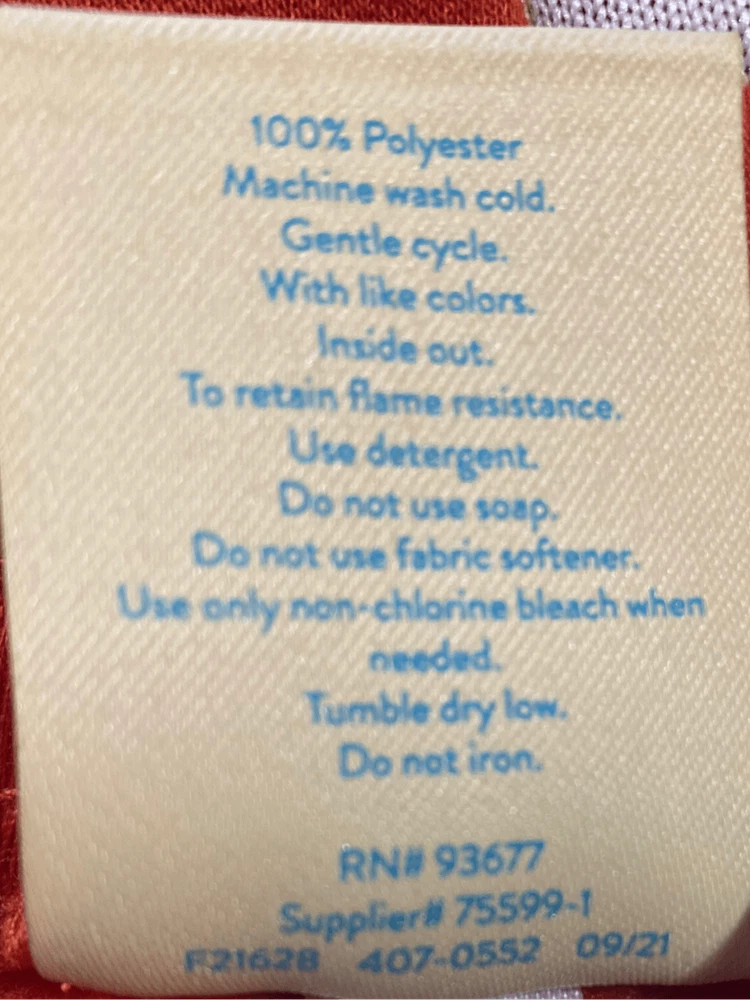 100% Polyester
Machine wash cold.
Gentle cycle.
With like colors.
Inside out.
To retain flame resistance.
Use detergent.
Do not use soap.
Do not use fabric softener.
Use only non-chlorine bleach when
needed.
Tumble dry low.
Do not iron.
RN# 93677
Supplier# 75599-1
F21628 407-0552 09/21